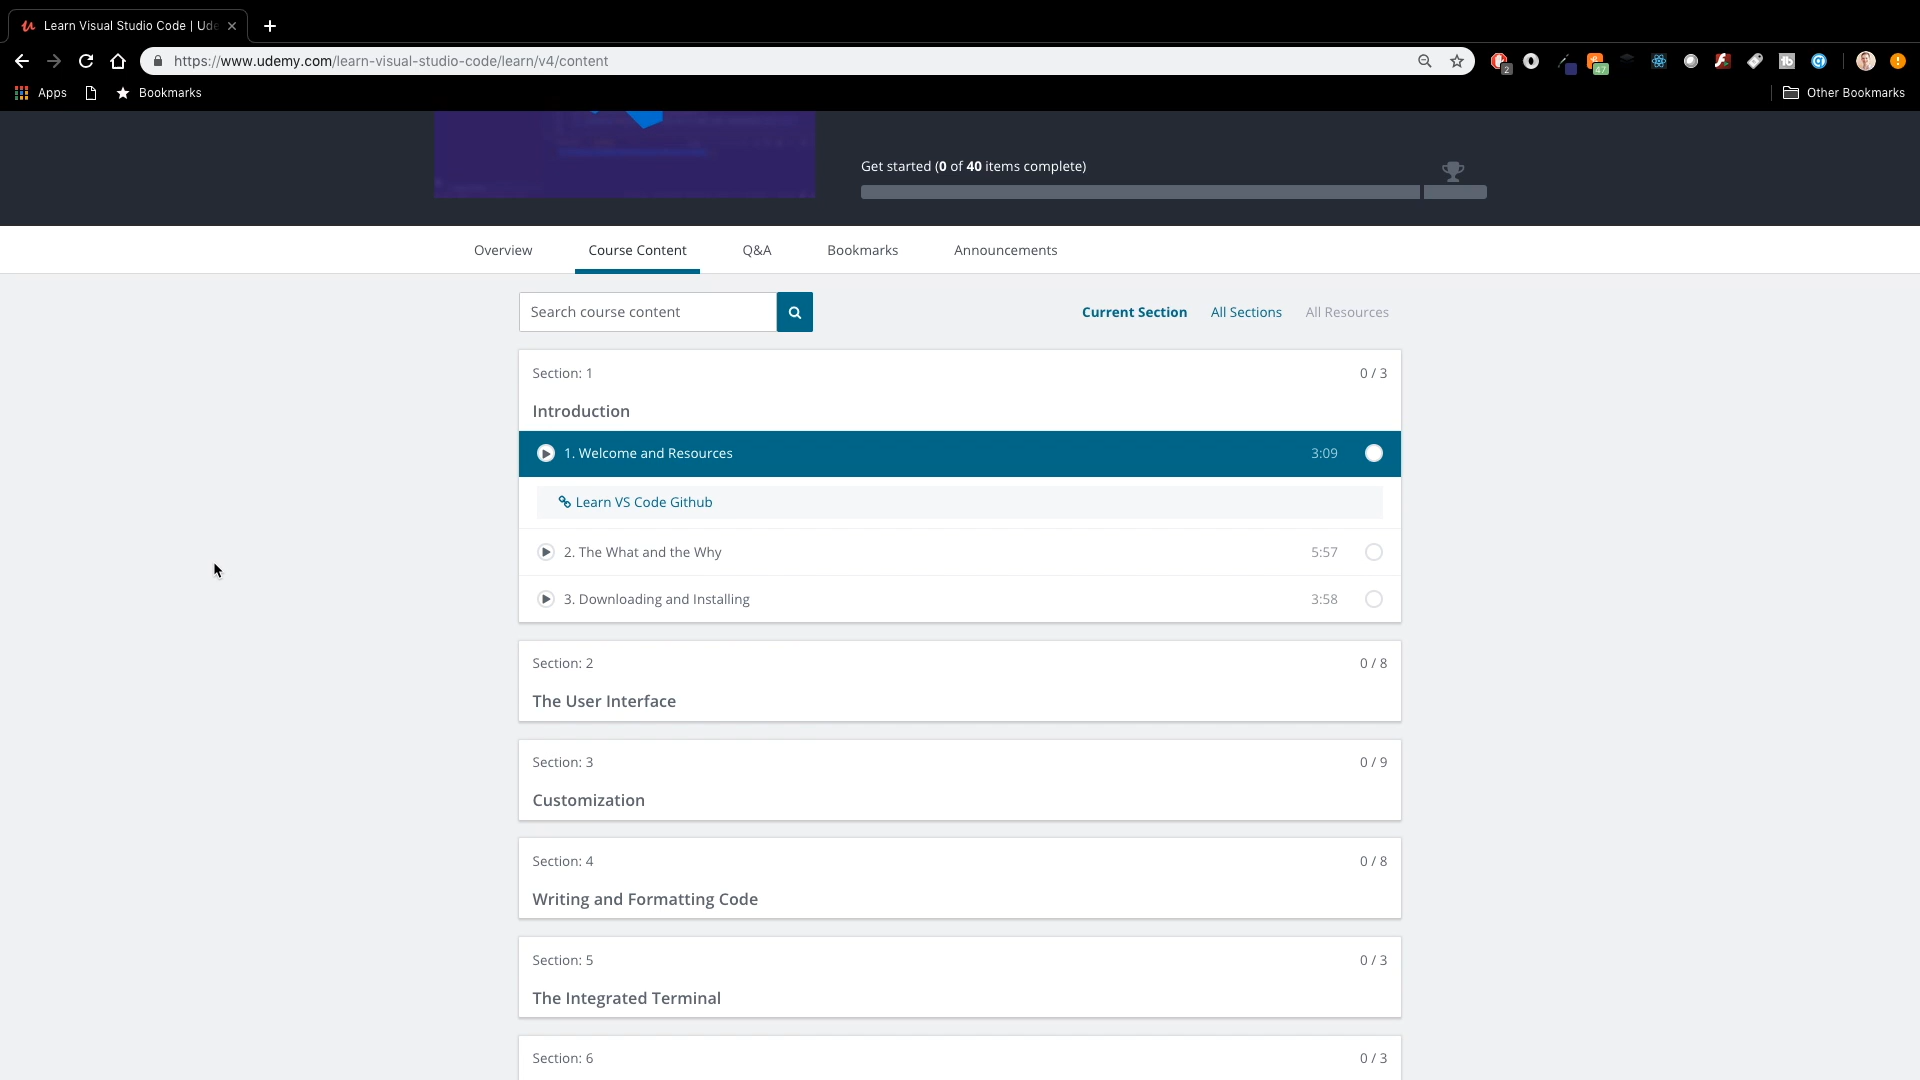 Learn Visual Studio Code | Ude
https://www.udemy.com/learn-visual-studio-code/learn/v4/content
2
47
Apps
Bookmarks
Other Bookmarks
Get started (0 of 40 items complete)
Overview
Course Content
Q&A
Bookmarks
Announcements
Search course content
Current Section
All Sections
All Resources
Section: 1
0 / 3
Introduction
1. Welcome and Resources
3:09
Learn VS Code Github
2. The What and the Why
5:57
3. Downloading and Installing
3:58
Section: 2
0 / 8
The User Interface
Section: 3
0 / 9
Customization
Section: 4
0 / 8
Writing and Formatting Code
Section: 5
0 / 3
The Integrated Terminal
Section: 6
0 / 3